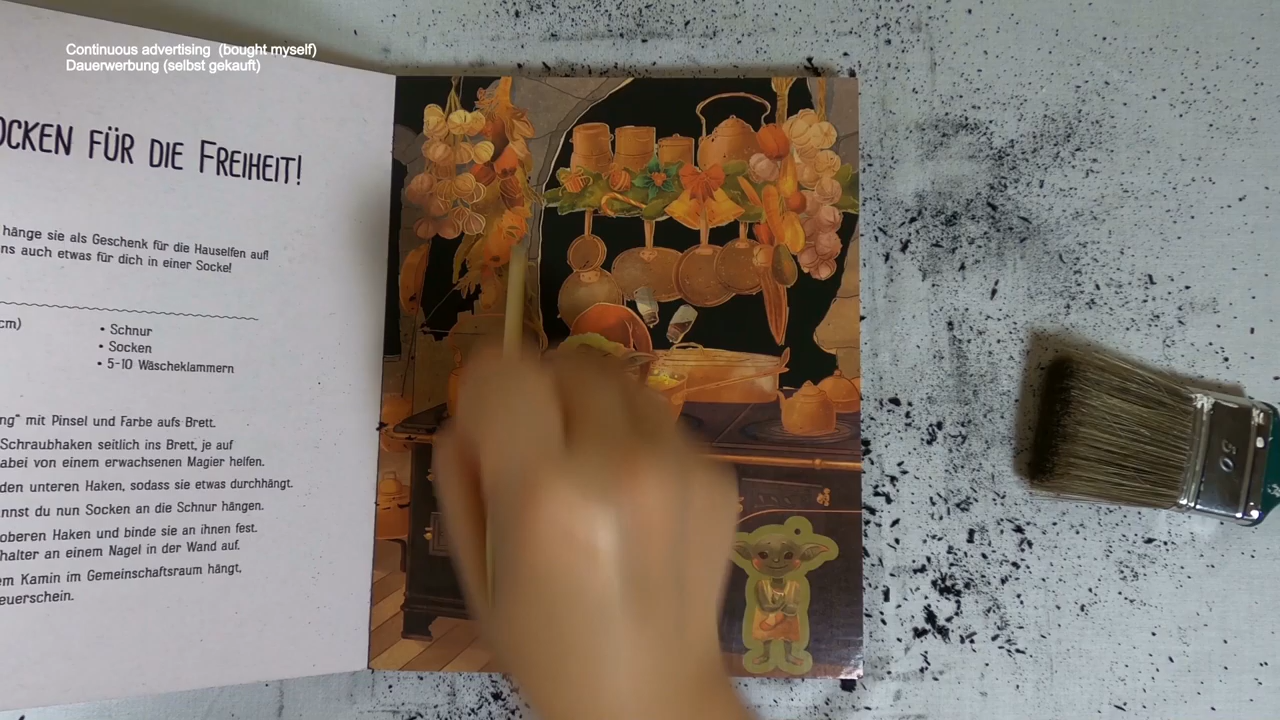 Continuous advertising (bought myself)
Dauerwerbung (selbst gekauft)
OCKEN FÜR DIE FREIHEIT!
hänge sie als Geschenk für die Hauselfen auf!
ns auch etwas für dich in einer Socke!
cm)
• Schnur
• Socken
• 5-10 Wäscheklammern
ng" mit Pinsel und Farbe aufs Brett.
Schraubhaken seitlich ins Brett, je auf
abei von einem erwachsenen Magier helfen.
den unteren Haken, sodass sie etwas durchhängt.
nnst du nun Socken an die Schnur hängen.
oberen Haken und binde sie an ihnen fest.
halter an einem Nagel in der Wand auf.
em Kamin im Gemeinschaftsraum hängt,
euerschein.
50